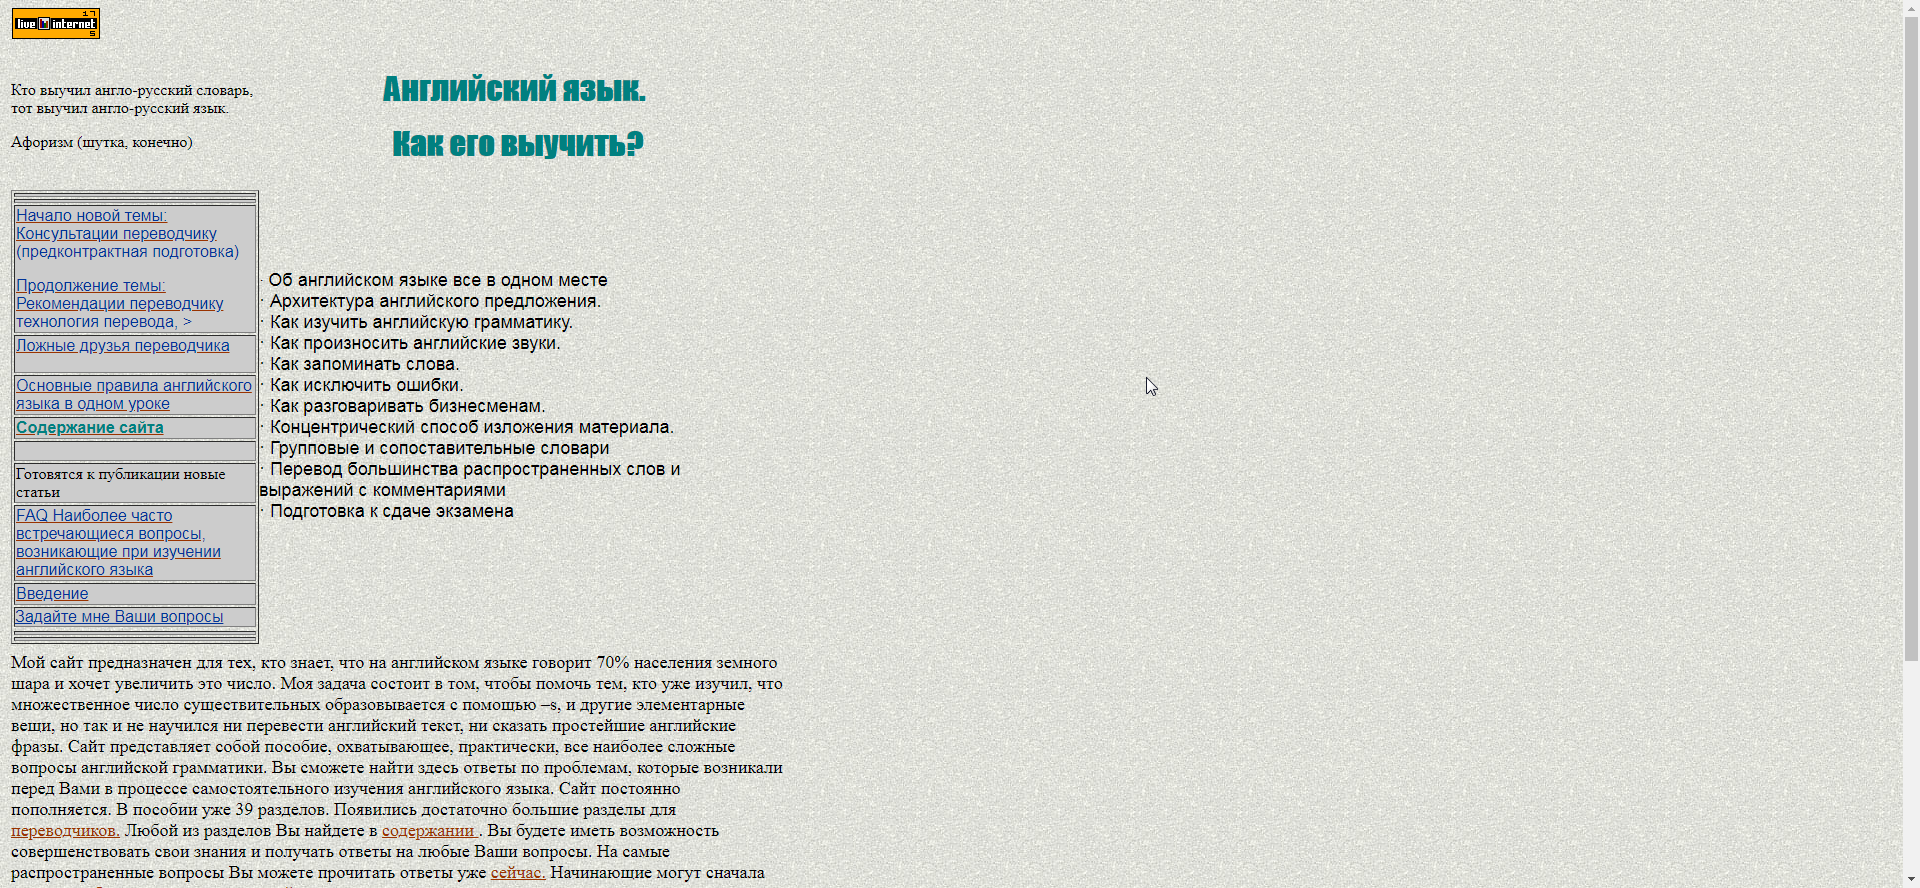 17
live internet
5
Кто выучил англо-русский словарь,
тот выучил англо-русский язык.
Афоризм (шутка, конечно)
Английский язык.
Как его выучить?
Начало новой темы:
Консультации переводчику
(предконтрактная подготовка)
Продолжение темы:
Рекомендации переводчику
технология перевода, >
Ложные друзья переводчика
Основные правила английского
языка в одном уроке
Содержание сайта
Готовятся к публикации новые
статьи
FAQ Наиболее часто
встречающиеся вопросы,
возникающие при изучении
английского языка
Введение
Задайте мне Ваши вопросы
· Об английском языке все в одном месте
· Архитектура английского предложения.
· Как изучить английскую грамматику.
· Как произносить английские звуки.
· Как запоминать слова.
· Как исключить ошибки.
· Как разговаривать бизнесменам.
· Концентрический способ изложения материала.
· Групповые и сопоставительные словари
· Перевод большинства распространенных слов и
выражений с комментариями
· Подготовка к сдаче экзамена
Мой сайт предназначен для тех, кто знает, что на английском языке говорит 70% населения земного
шара и хочет увеличить это число. Моя задача состоит в том, чтобы помочь тем, кто уже изучил, что
множественное число существительных образовывается с помощью –s, и другие элементарные
вещи, но так и не научился ни перевести английский текст, ни сказать простейшие английские
фразы. Сайт представляет собой пособие, охватывающее, практически, все наиболее сложные
вопросы английской грамматики. Вы сможете найти здесь ответы по проблемам, которые возникали
перед Вами в процессе самостоятельного изучения английского языка. Сайт постоянно
пополняется. В пособии уже 39 разделов. Появились достаточно большие разделы для
переводчиков. Любой из разделов Вы найдете в содержании . Вы будете иметь возможность
совершенствовать свои знания и получать ответы на любые Ваши вопросы. На самые
распространенные вопросы Вы можете прочитать ответы уже сейчас. Начинающие могут сначала